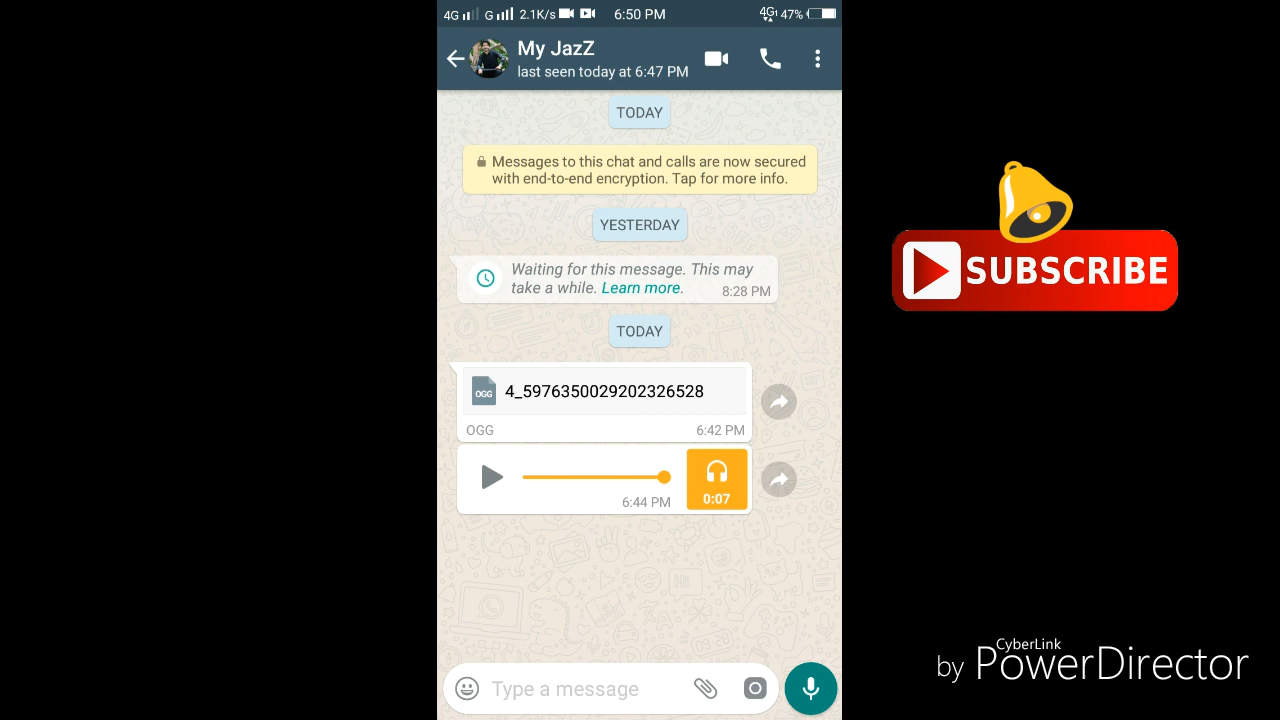 4G G 2.1K/s 6:50 PM 4G 47%
My JazZ
last seen today at 6:47 PM
TODAY
Messages to this chat and calls are now secured
with end-to-end encryption. Tap for more info.
YESTERDAY
Waiting for this message. This may
take a while. Learn more. 8:28 PM
TODAY
OGG 4_5976350029202326528
OGG 6:42 PM
6:44 PM 0:07
Type a message
SUBSCRIBE
CyberLink
by PowerDirector